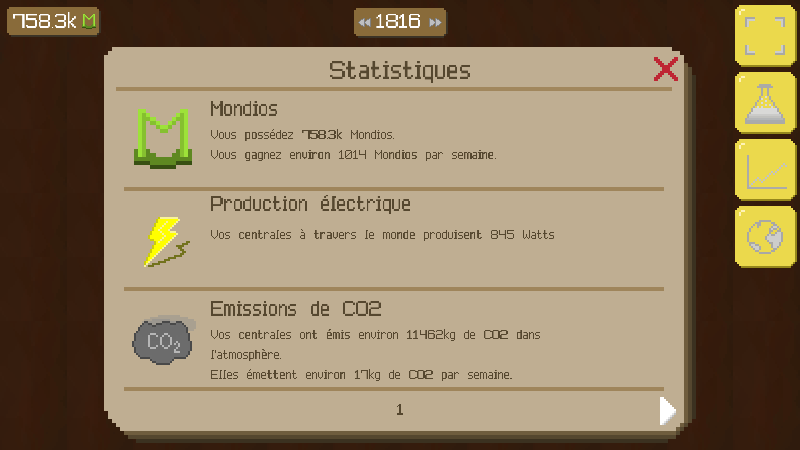 758.3k M
1816
Statistiques
Mondios
Vous possédez 758.3k Mondios.
Vous gagnez environ 1014 Mondios par semaine.
Production électrique
Vos centrales à travers le monde produisent 845 Watts
Emissions de CO2
CO2
Vos centrales ont émis environ 11462kg de CO2 dans
l'atmosphère.
Elles émettent environ 17kg de CO2 par semaine.
1